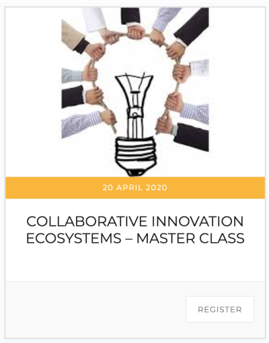 20 APRIL 2020
COLLABORATIVE INNOVATION
ECOSYSTEMS – MASTER CLASS
REGISTER